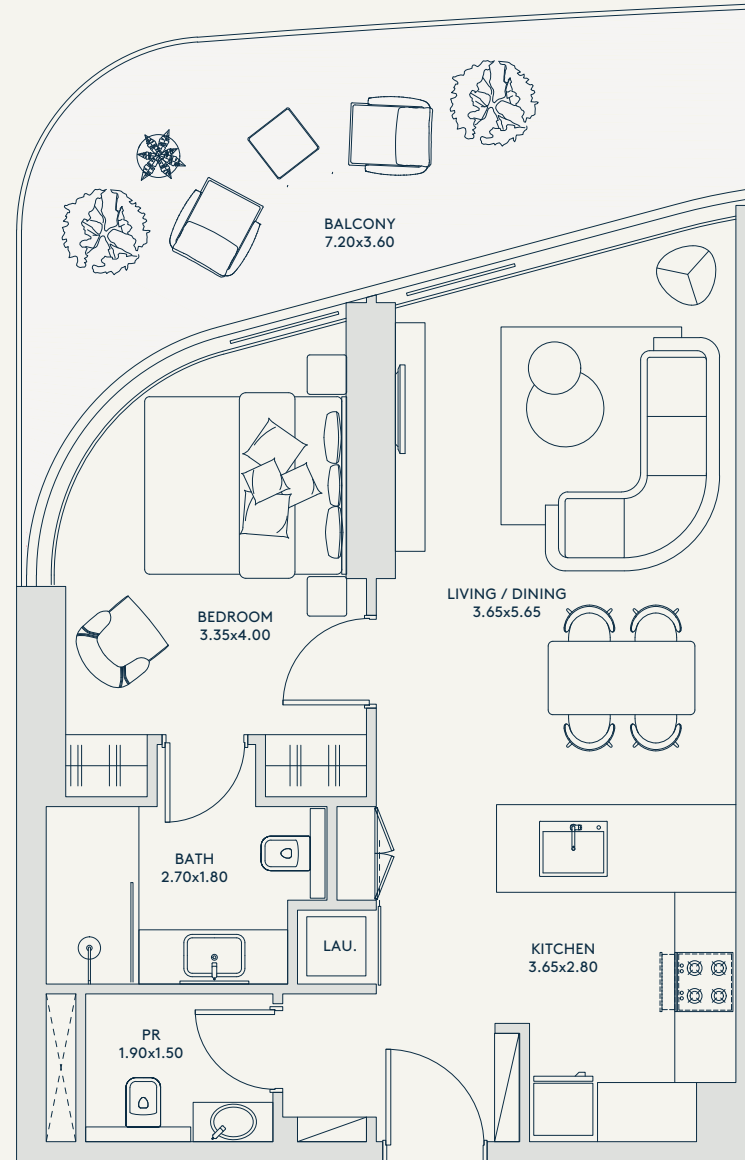 BALCONY
7.20x3.60
LIVING / DINING
3.65x5.65
BEDROOM
3.35x4.00
BATH
2.70x1.80
LAU.
KITCHEN
3.65x2.80
PR
1.90x1.50